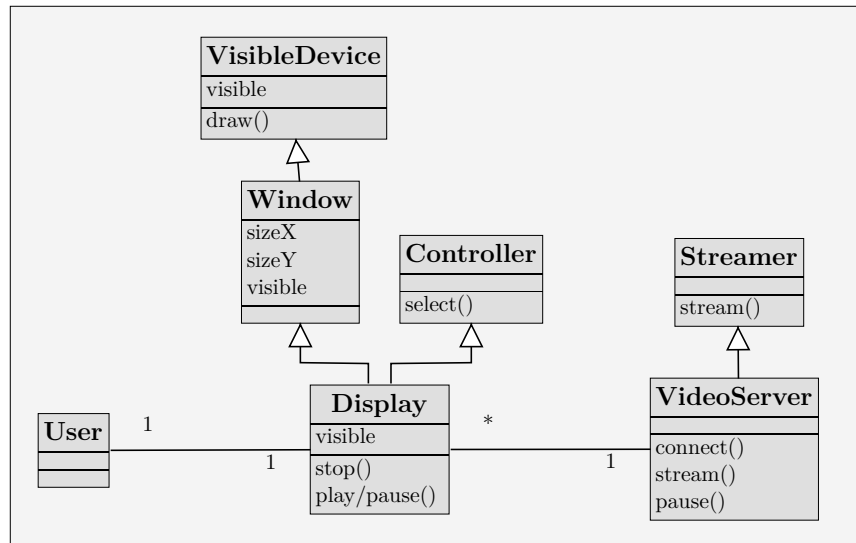 VisibleDevice
visible
draw()
Window
sizeX
sizeY
visible
Controller
select()
Streamer
stream()
User
1
1
Display
visible
stop()
play/pause()
*
1
VideoServer
connect()
stream()
pause()